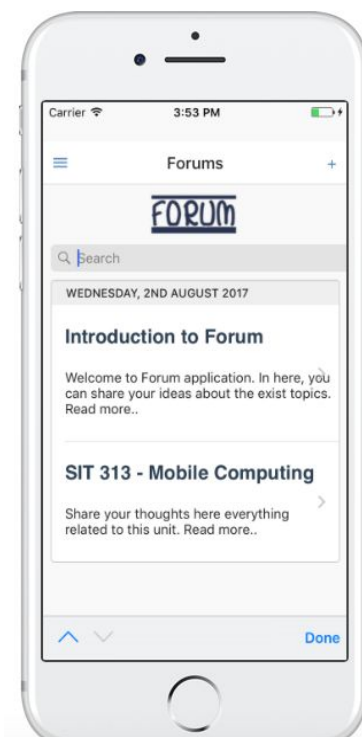 Carrier 3:53 PM
Forums +
FORUM
Search
WEDNESDAY, 2ND AUGUST 2017
Introduction to Forum
Welcome to Forum application. In here, you
can share your ideas about the exist topics.
Read more..
SIT 313 - Mobile Computing
Share your thoughts here everything
related to this unit. Read more..
Done